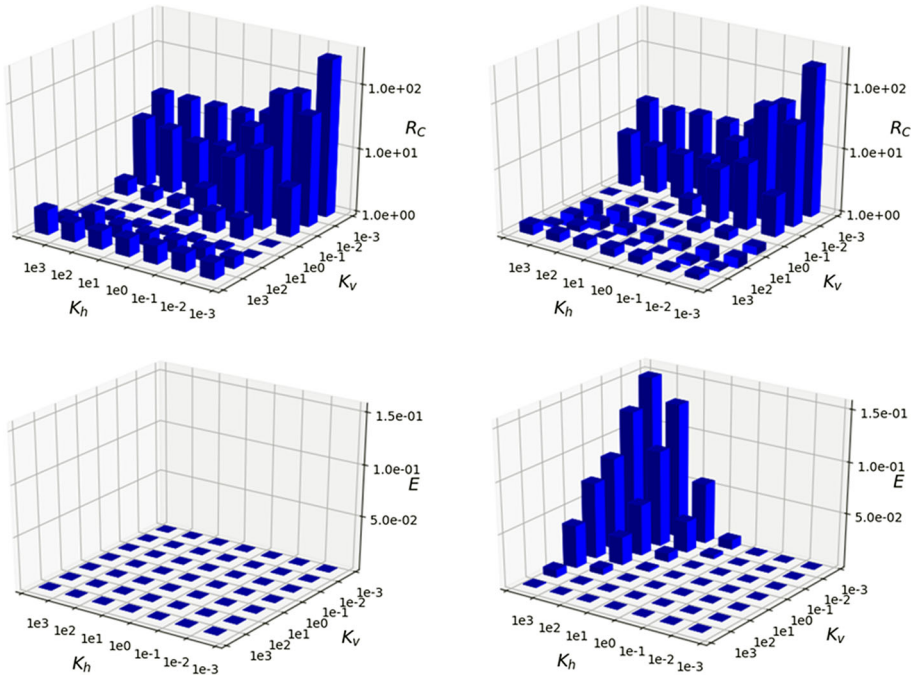 1.0e+02
R_C
1.0e+01
1.0e+00
1e-3
1e-2
1e-1
1e0
1e1
1e2
1e3
K_v
1e3
1e2
1e1
1e0
1e-1
1e-2
1e-3
K_h
1.0e+02
R_C
1.0e+01
1.0e+00
1e-3
1e-2
1e-1
1e0
1e1
1e2
1e3
K_v
1e3
1e2
1e1
1e0
1e-1
1e-2
1e-3
K_h
1.5e-01
1.0e-01
E
5.0e-02
1e-3
1e-2
1e-1
1e0
1e1
1e2
1e3
K_v
1e3
1e2
1e1
1e0
1e-1
1e-2
1e-3
K_h
1.5e-01
1.0e-01
E
5.0e-02
1e-3
1e-2
1e-1
1e0
1e1
1e2
1e3
K_v
1e3
1e2
1e1
1e0
1e-1
1e-2
1e-3
K_h